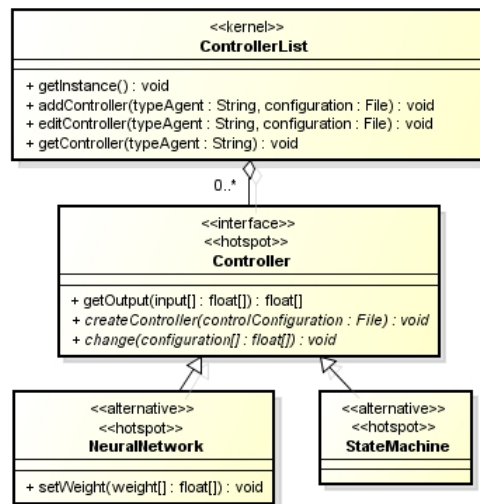 <<kernel>>
ControllerList
+ getInstance() : void
+ addController(typeAgent : String, configuration : File) : void
+ editController(typeAgent : String, configuration : File) : void
+ getController(typeAgent : String) : void
0..*
<<interface>>
<<hotspot>>
Controller
+ getOutput(input[] : float[]) : float[]
+ createController(controlConfiguration : File) : void
+ change(configuration[] : float[]) : void
<<alternative>>
<<hotspot>>
NeuralNetwork
+ setWeight(weight[] : float[]) : void
<<alternative>>
<<hotspot>>
StateMachine